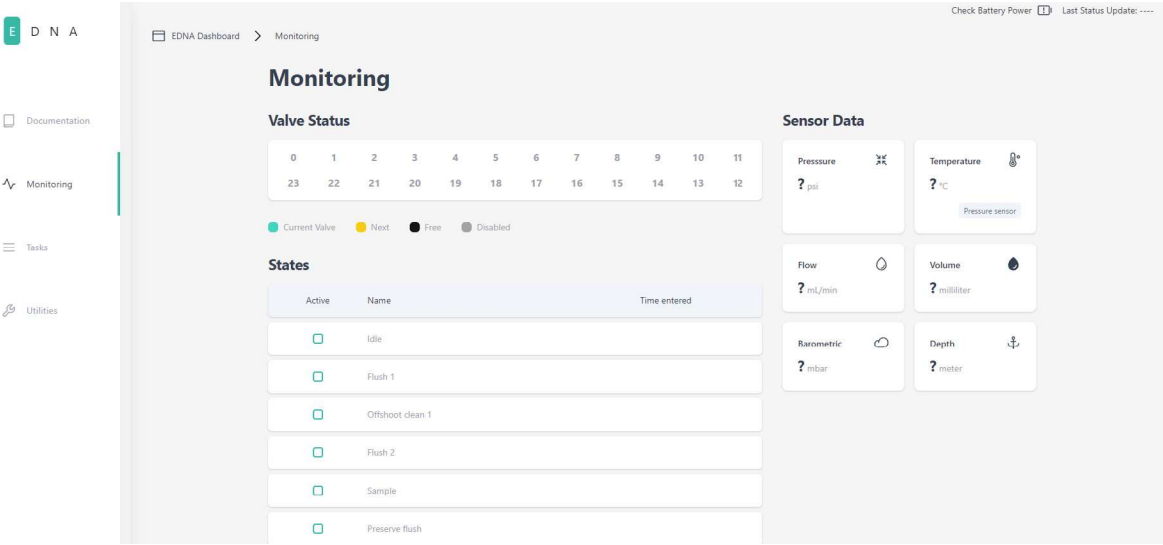 Check Battery Power Last Status Update: ----
E D N A
EDNA Dashboard Monitoring
Monitoring
Documentation
Monitoring
Tasks
Utilities
Valve Status
0 1 2 3 4 5 6 7 8 9 10 11
23 22 21 20 19 18 17 16 15 14 13 12
Current Valve Next Free Disabled
States
Active Name Time entered
Idle
Flush 1
Offshoot clean 1
Flush 2
Sample
Preserve flush
Sensor Data
Presssure
? psi
Temperature
? °C
Pressure sensor
Flow
? mL/min
Volume
? milliliter
Barometric
? mbar
Depth
? meter